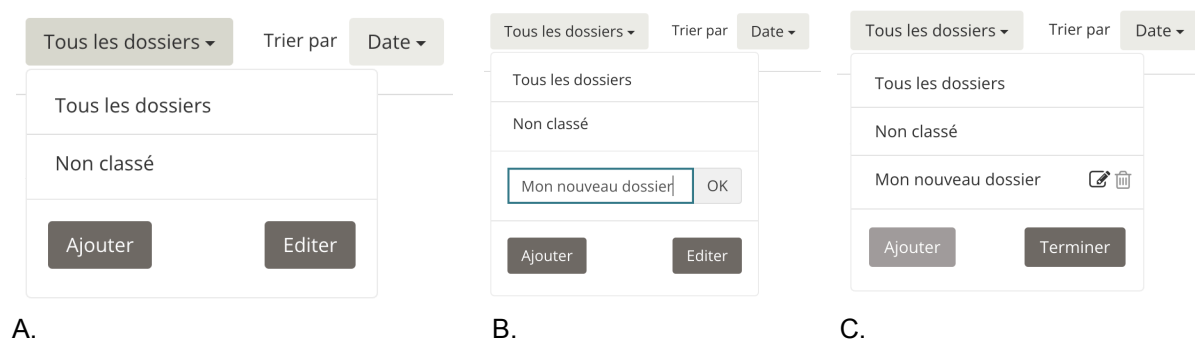 Tous les dossiers Trier par Date
Tous les dossiers
Non classé
Ajouter Editer
A.
Tous les dossiers Trier par Date
Tous les dossiers
Non classé
Mon nouveau dossier OK
Ajouter Editer
B.
Tous les dossiers Trier par Date
Tous les dossiers
Non classé
Mon nouveau dossier
Ajouter Terminer
C.